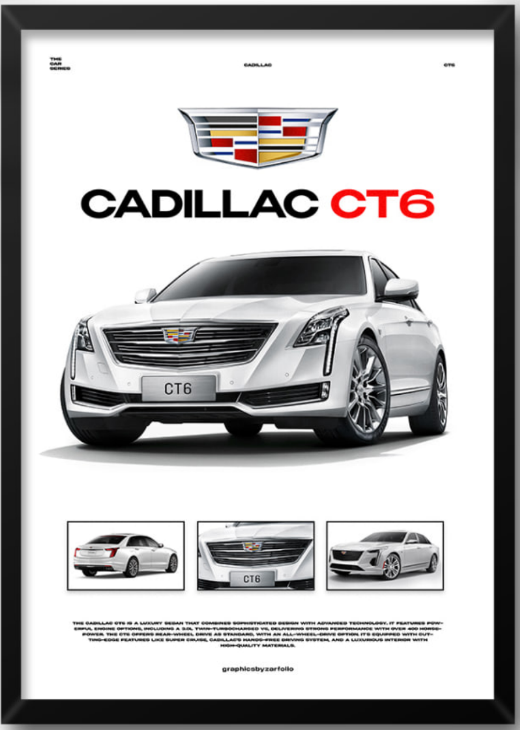 THE
CAR
SERIES
CADILLAC
CT6
CADILLAC CT6
CT6
CT6
THE CADILLAC CT6 IS A LUXURY SEDAN THAT COMBINES SOPHISTICATED DESIGN WITH ADVANCED TECHNOLOGY. IT FEATURES POW-
ERFUL ENGINE OPTIONS, INCLUDING A 3.0L TWIN-TURBOCHARGED V6, DELIVERING STRONG PERFORMANCE WITH OVER 400 HORSE-
POWER. THE CT6 OFFERS REAR-WHEEL DRIVE AS STANDARD, WITH AN ALL-WHEEL-DRIVE OPTION. IT'S EQUIPPED WITH CUT-
TING-EDGE FEATURES LIKE SUPER CRUISE, CADILLAC'S HANDS-FREE DRIVING SYSTEM, AND A LUXURIOUS INTERIOR WITH
HIGH-QUALITY MATERIALS.
graphicsbyzarfolio